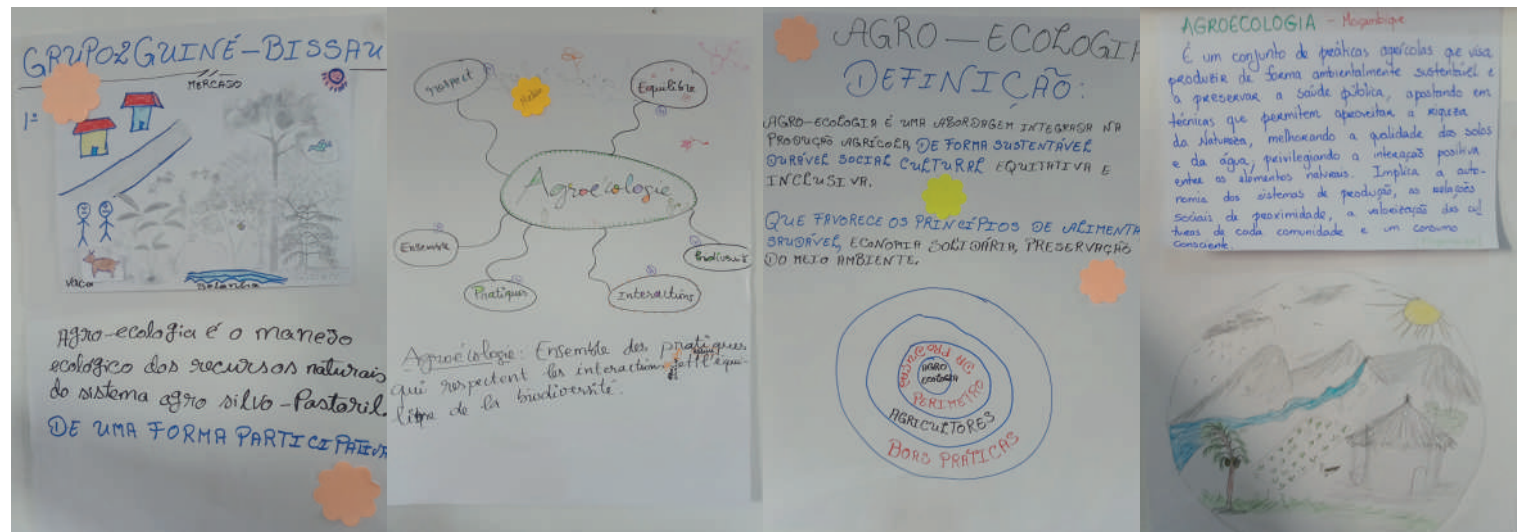 GRUPO2 GUINÉ-BISSAU
MERCADO
1ª
VACA
Bolanha
Agro-ecologia é o manejo
ecológico dos recursos naturais
do sistema agro silvo-Pastoril
DE UMA FORMA PARTICIPATIVA
respect
Equilibre
Agroécologie
Ensemble
Biodiversité
Pratiques
Interactions
Agroécologie: Ensemble des pratiques
qui respectent les interactions et l'équi-
libre de la biodiversité.
AGRO-ECOLOGIA
DEFINIÇÃO:
AGRO-ECOLOGIA É UMA ABORDAGEM INTEGRADA NA
PRODUÇÃO AGRÍCOLA, DE FORMA SUSTENTÁVEL
DURÁVEL SOCIAL CULTURAL EQUITATIVA E
INCLUSIVA.
QUE FAVORECE OS PRINCÍPIOS DE ALIMENTA
SAUDÁVEL, ECONOMIA SOLIDÁRIA, PRESERVAÇÃO
DO MEIO AMBIENTE.
AGRO
ECOLOGIA
PERIMETRO DA PRODUÇÃO
AGRICULTORES
BOAS PRÁTICAS
AGROECOLOGIA - Moçambique
É um conjunto de práticas agrícolas que visa
produzir de forma ambientalmente sustentável e
a preservar a saúde pública, apostando em
técnicas que permitem aproveitar a riqueza
da Natureza, melhorando a qualidade dos solos
e da água, privilegiando a interação positiva
entre os elementos naturais. Implica a auto-
nomia dos sistemas de produção, as relações
sociais de proximidade, a valorização das cul
turas de cada comunidade e um consumo
consciente.